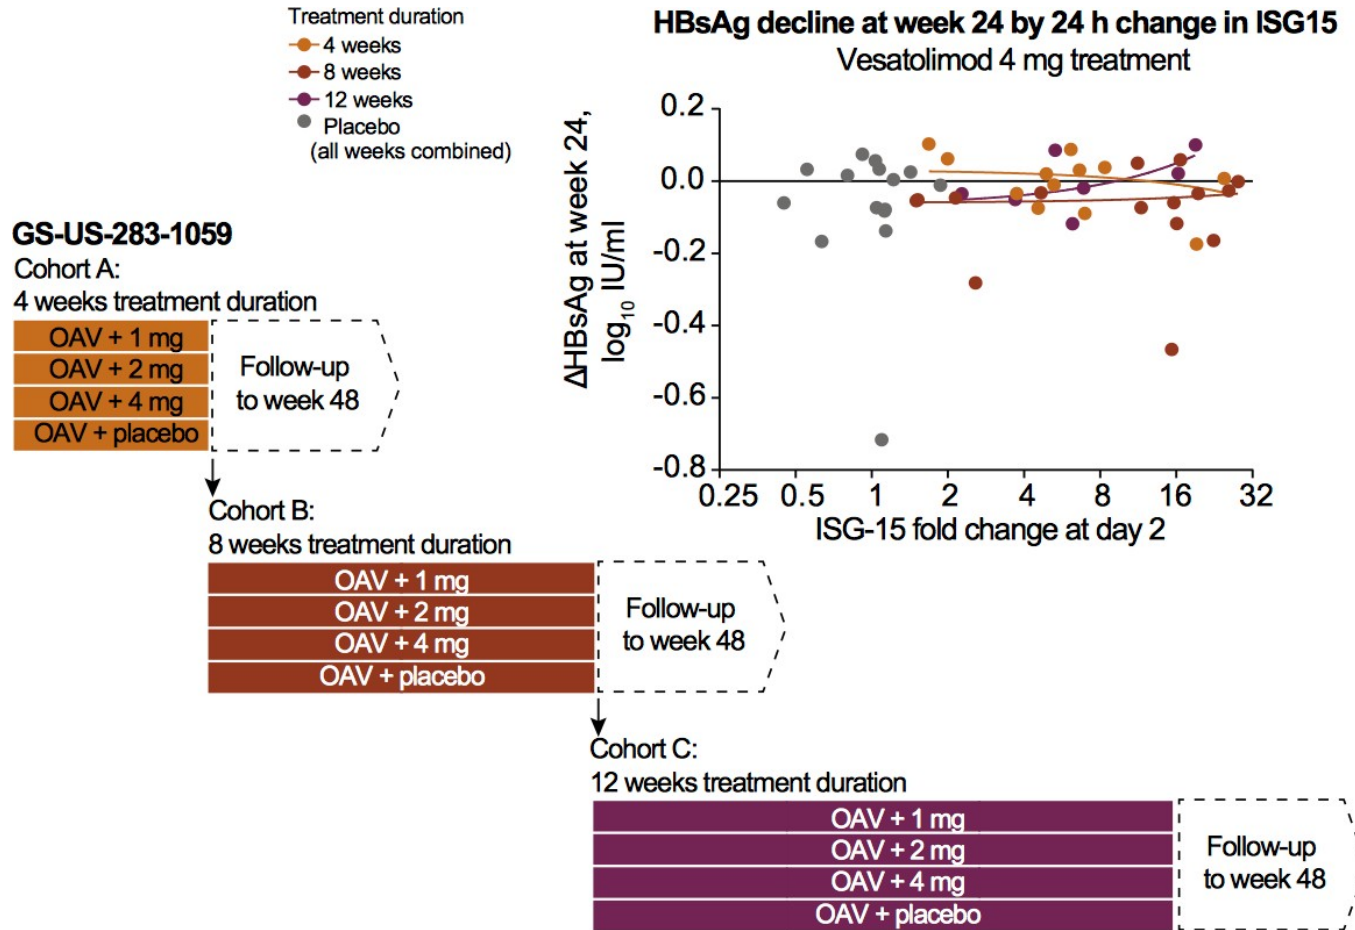 Treatment duration
4 weeks
8 weeks
12 weeks
Placebo
(all weeks combined)
HBsAg decline at week 24 by 24 h change in ISG15
Vesatolimod 4 mg treatment
ΔHBsAg at week 24,
log10 IU/ml
0.2
0.0
-0.2
-0.4
-0.6
-0.8
0.25 0.5 1 2 4 8 16 32
ISG-15 fold change at day 2
GS-US-283-1059
Cohort A:
4 weeks treatment duration
OAV + 1 mg
OAV + 2 mg
OAV + 4 mg
OAV + placebo
Follow-up
to week 48
Cohort B:
8 weeks treatment duration
OAV + 1 mg
OAV + 2 mg
OAV + 4 mg
OAV + placebo
Follow-up
to week 48
Cohort C:
12 weeks treatment duration
OAV + 1 mg
OAV + 2 mg
OAV + 4 mg
OAV + placebo
Follow-up
to week 48